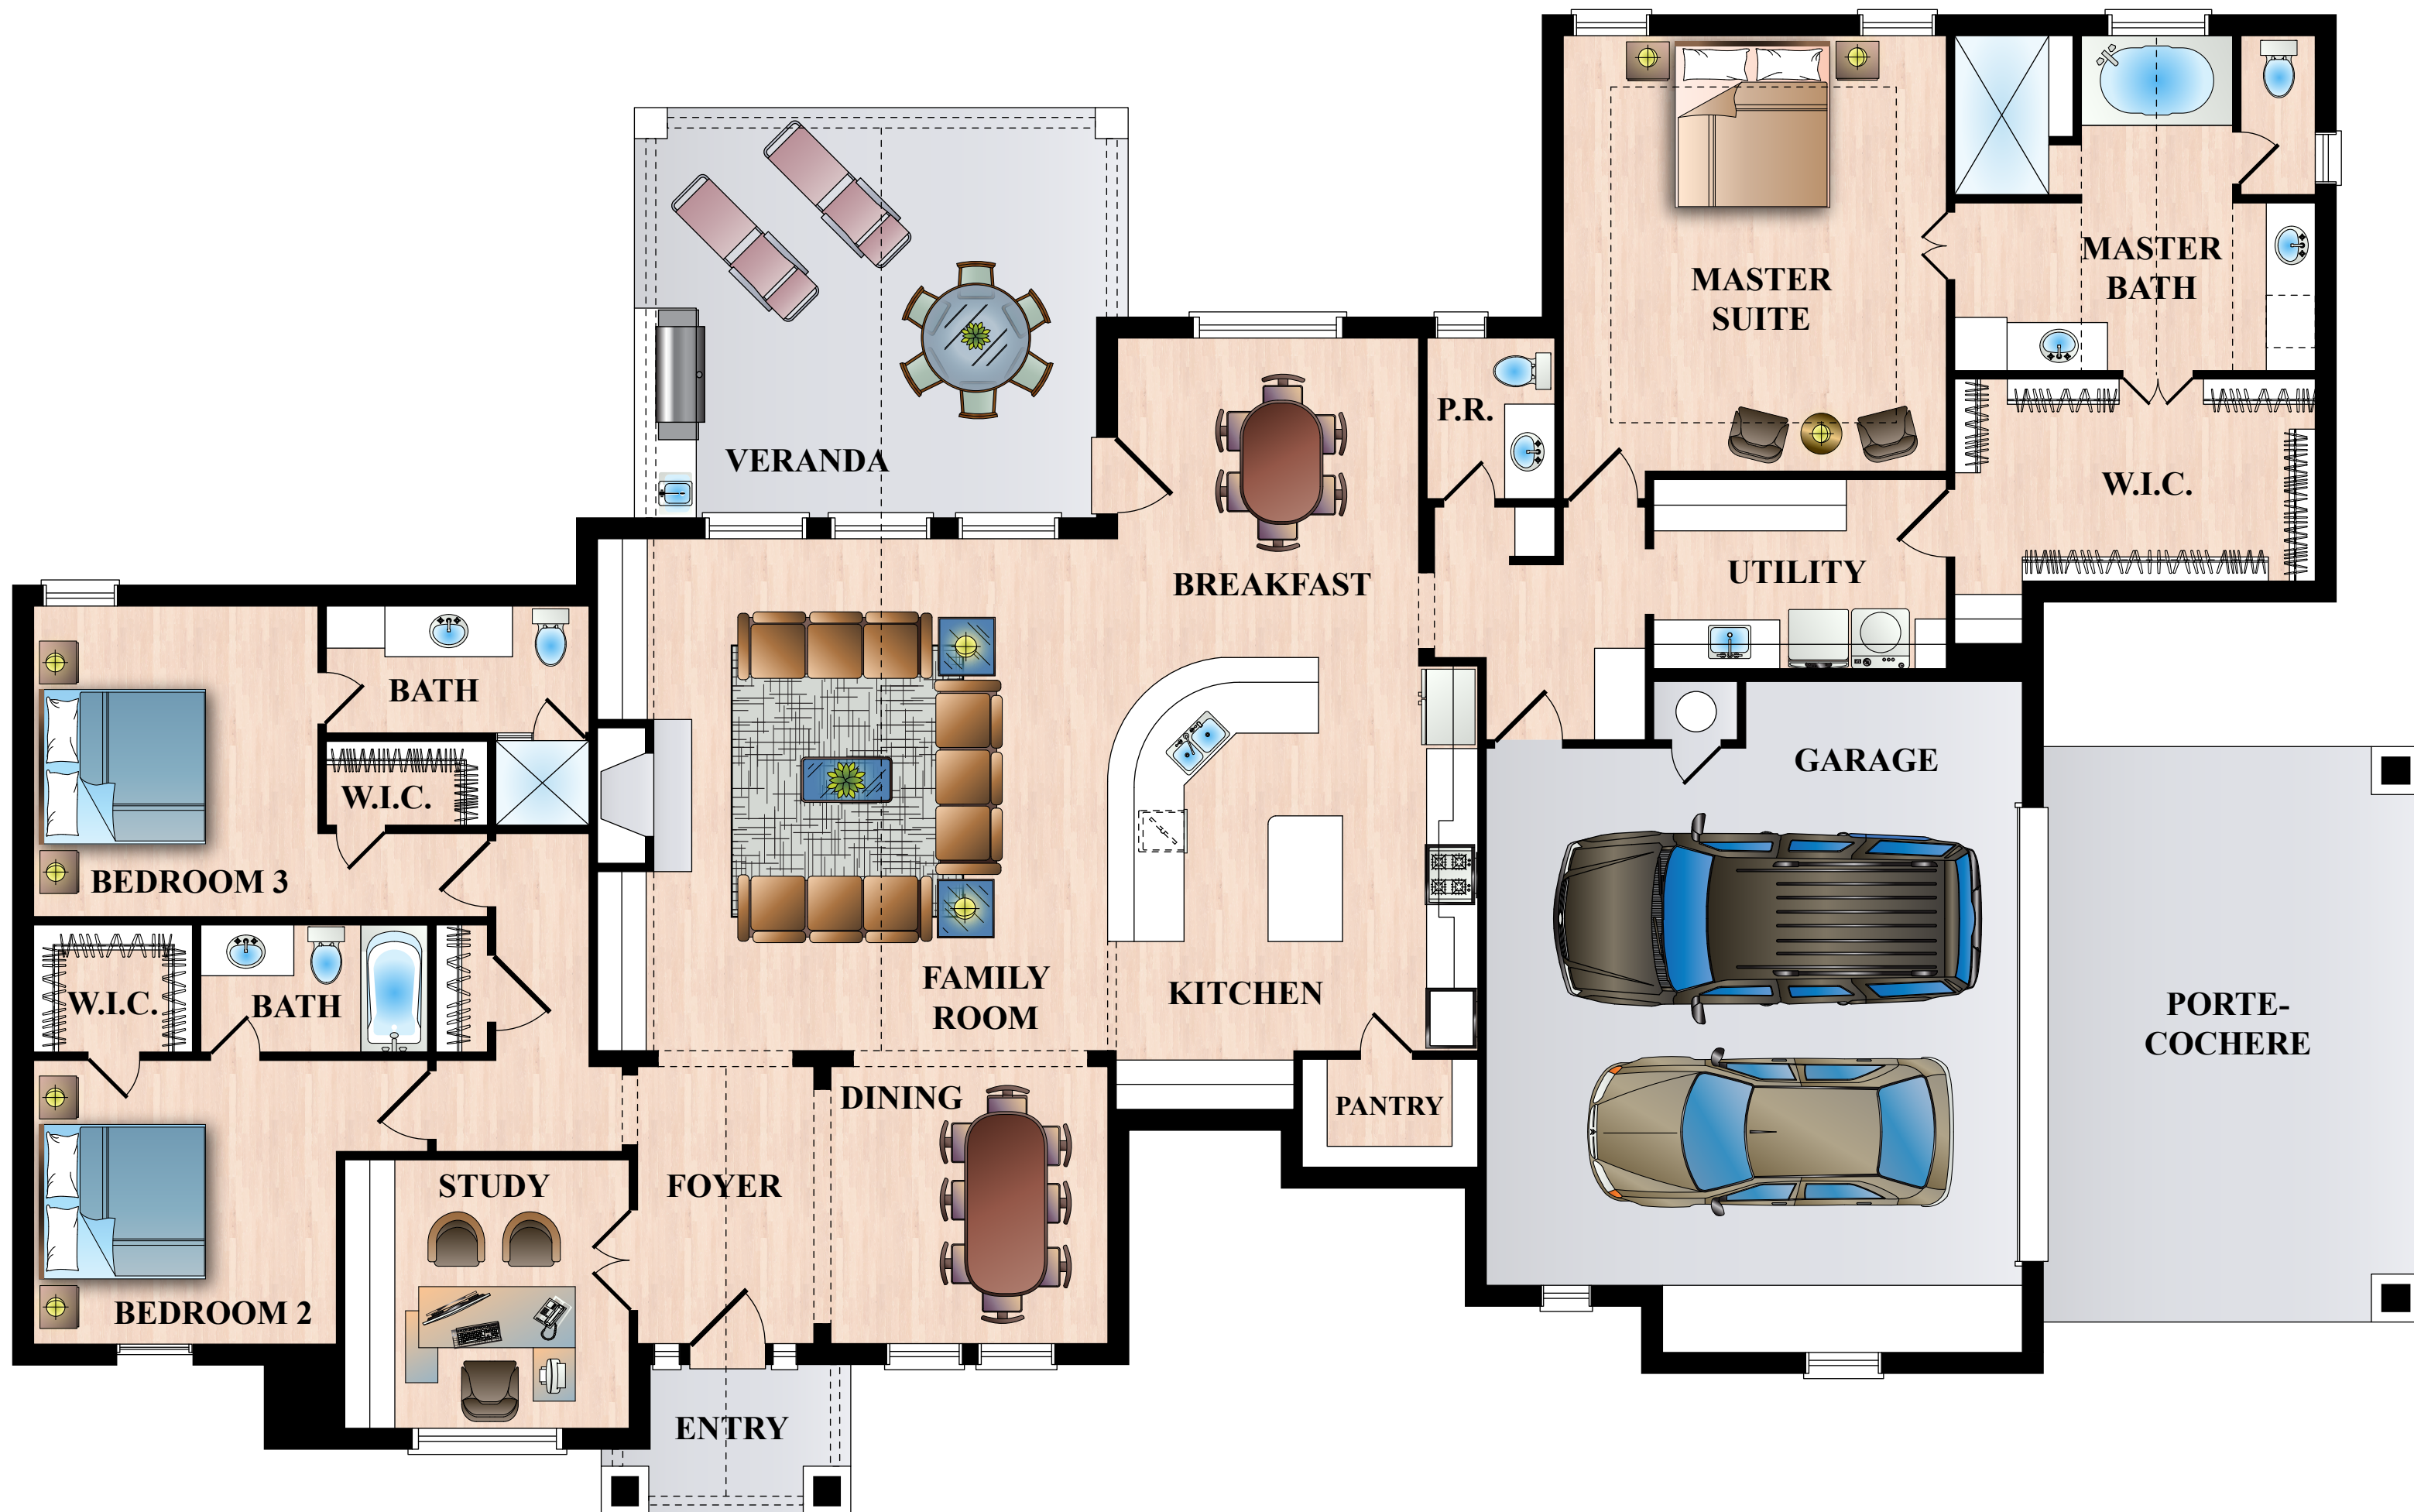 MASTER
SUITE
MASTER
BATH
P.R.
VERANDA
W.I.C.
BREAKFAST
UTILITY
BATH
W.I.C.
GARAGE
BEDROOM 3
FAMILY
ROOM
KITCHEN
W.I.C.
BATH
PORTE-
COCHERE
DINING
PANTRY
STUDY
FOYER
BEDROOM 2
ENTRY